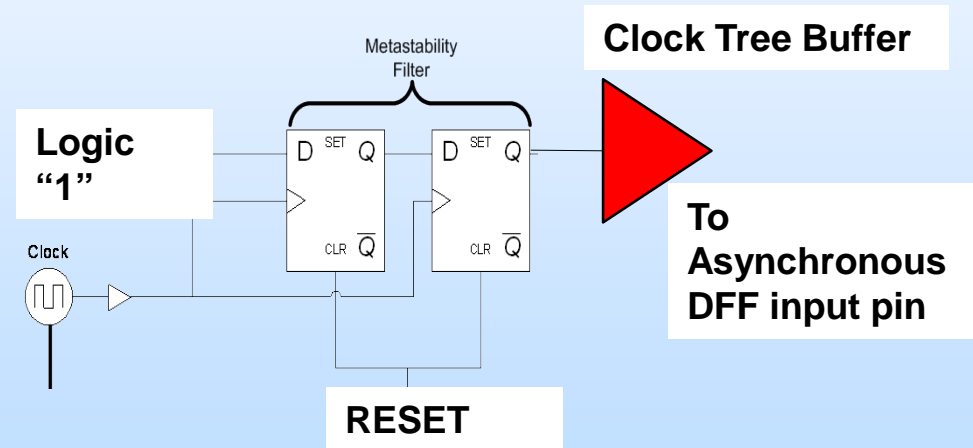 Clock Tree Buffer
Metastability
Filter
Logic
“1”
D SET Q
D SET Q
CLR Q
CLR Q
Clock
To
Asynchronous
DFF input pin
RESET